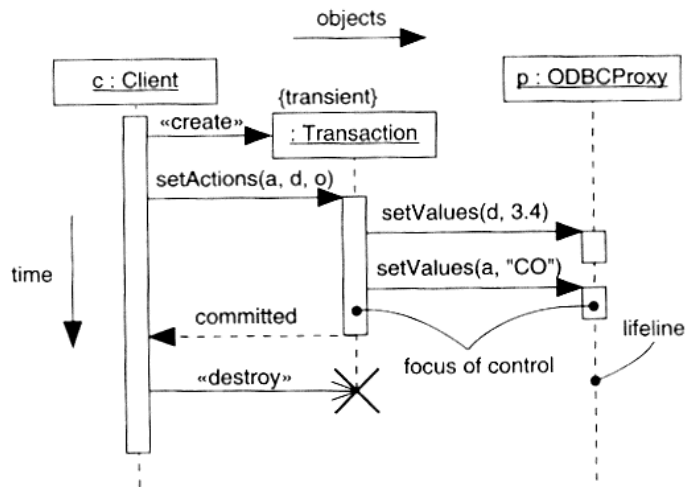 objects
c : Client
p : ODBCProxy
{transient}
«create»
: Transaction
setActions(a, d, o)
setValues(d, 3.4)
time
setValues(a, "CO")
committed
lifeline
focus of control
«destroy»